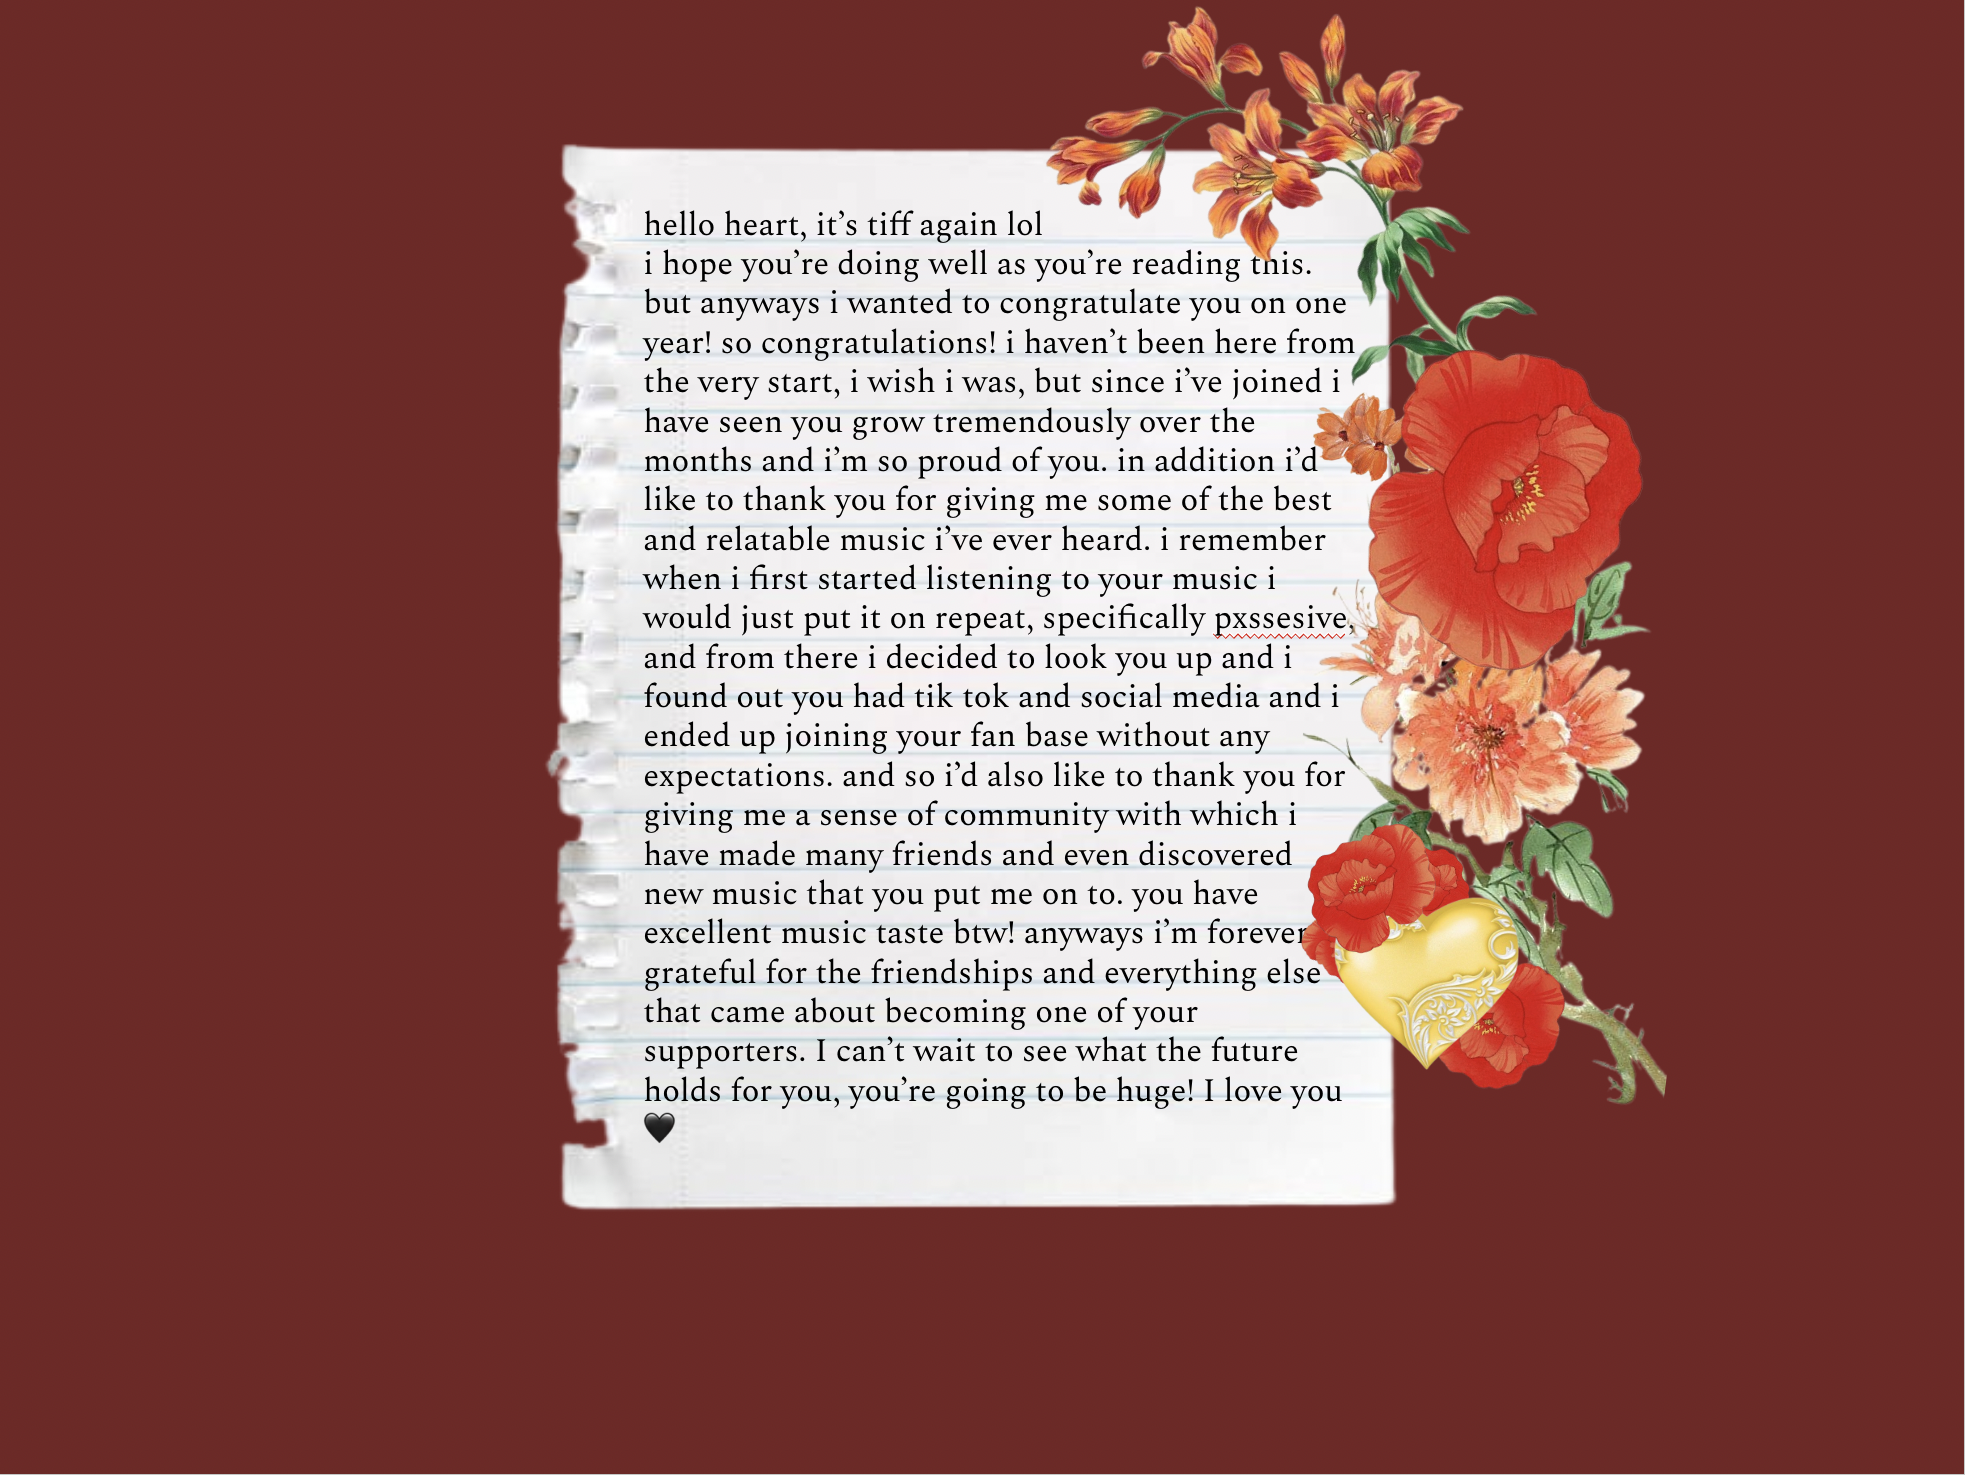 hello heart, it’s tiff again lol
i hope you’re doing well as you’re reading this.
but anyways i wanted to congratulate you on one
year! so congratulations! i haven’t been here from
the very start, i wish i was, but since i’ve joined i
have seen you grow tremendously over the
months and i’m so proud of you. in addition i’d
like to thank you for giving me some of the best
and relatable music i’ve ever heard. i remember
when i first started listening to your music i
would just put it on repeat, specifically pxssesive,
and from there i decided to look you up and i
found out you had tik tok and social media and i
ended up joining your fan base without any
expectations. and so i’d also like to thank you for
giving me a sense of community with which i
have made many friends and even discovered
new music that you put me on to. you have
excellent music taste btw! anyways i’m forever
grateful for the friendships and everything else
that came about becoming one of your
supporters. I can’t wait to see what the future
holds for you, you’re going to be huge! I love you
🖤